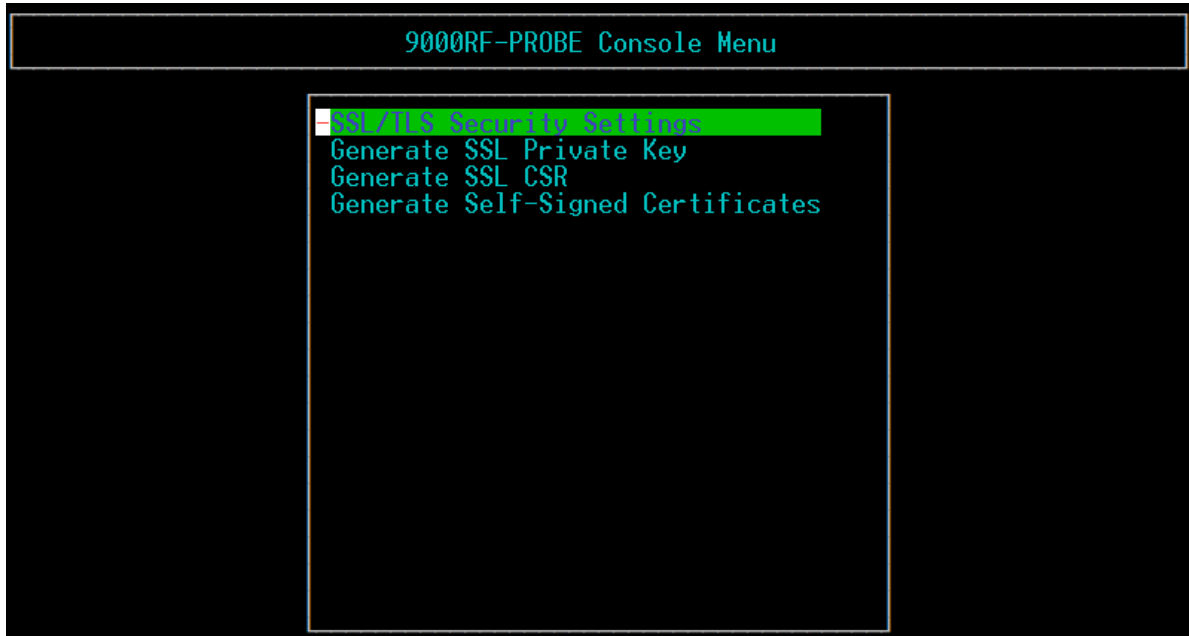 9000RF-PROBE Console Menu
-SSL/TLS Security Settings
Generate SSL Private Key
Generate SSL CSR
Generate Self-Signed Certificates